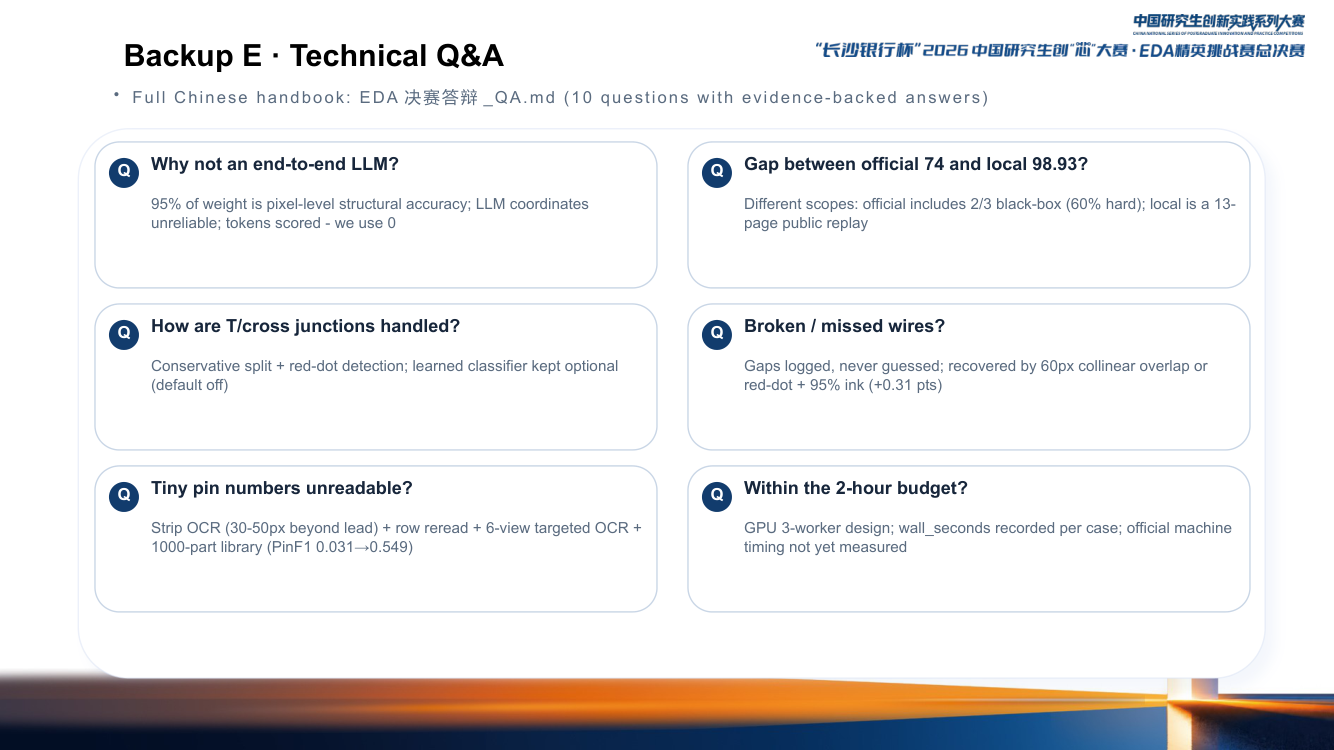 中国研究生创新实践系列大赛
CHINA NATIONAL SERIES OF POSTGRADUATE INNOVATION AND PRACTICE COMPETITIONS
“长沙银行杯”2026中国研究生创“芯”大赛·EDA精英挑战赛总决赛
Backup E · Technical Q&A
• Full Chinese handbook: EDA 决赛答辩 _QA.md (10 questions with evidence-backed answers)
Q Why not an end-to-end LLM?
95% of weight is pixel-level structural accuracy; LLM coordinates
unreliable; tokens scored - we use 0
Q Gap between official 74 and local 98.93?
Different scopes: official includes 2/3 black-box (60% hard); local is a 13-
page public replay
Q How are T/cross junctions handled?
Conservative split + red-dot detection; learned classifier kept optional
(default off)
Q Broken / missed wires?
Gaps logged, never guessed; recovered by 60px collinear overlap or
red-dot + 95% ink (+0.31 pts)
Q Tiny pin numbers unreadable?
Strip OCR (30-50px beyond lead) + row reread + 6-view targeted OCR +
1000-part library (PinF1 0.031→0.549)
Q Within the 2-hour budget?
GPU 3-worker design; wall_seconds recorded per case; official machine
timing not yet measured